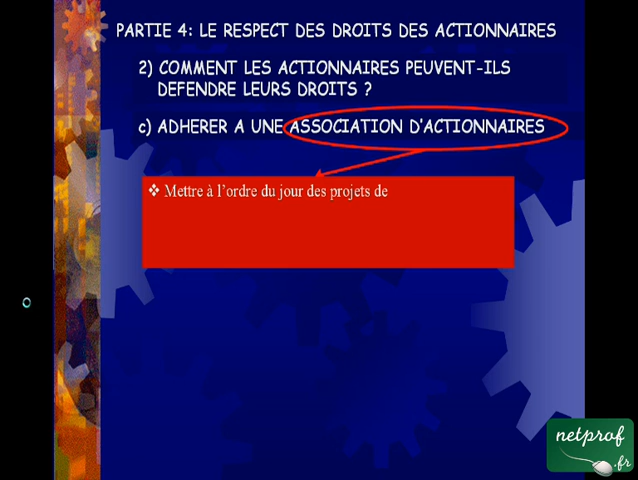 PARTIE 4: LE RESPECT DES DROITS DES ACTIONNAIRES
2) COMMENT LES ACTIONNAIRES PEUVENT-ILS
DEFENDRE LEURS DROITS ?
c) ADHERER A UNE ASSOCIATION D'ACTIONNAIRES
❖ Mettre à l'ordre du jour des projets de
netprof
.fr